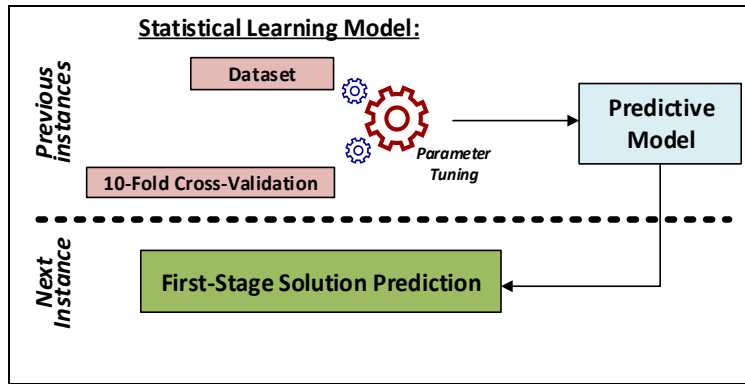 Statistical Learning Model:
Previous
instances
Dataset
10-Fold Cross-Validation
Parameter
Tuning
Predictive
Model
Next
Instance
First-Stage Solution Prediction